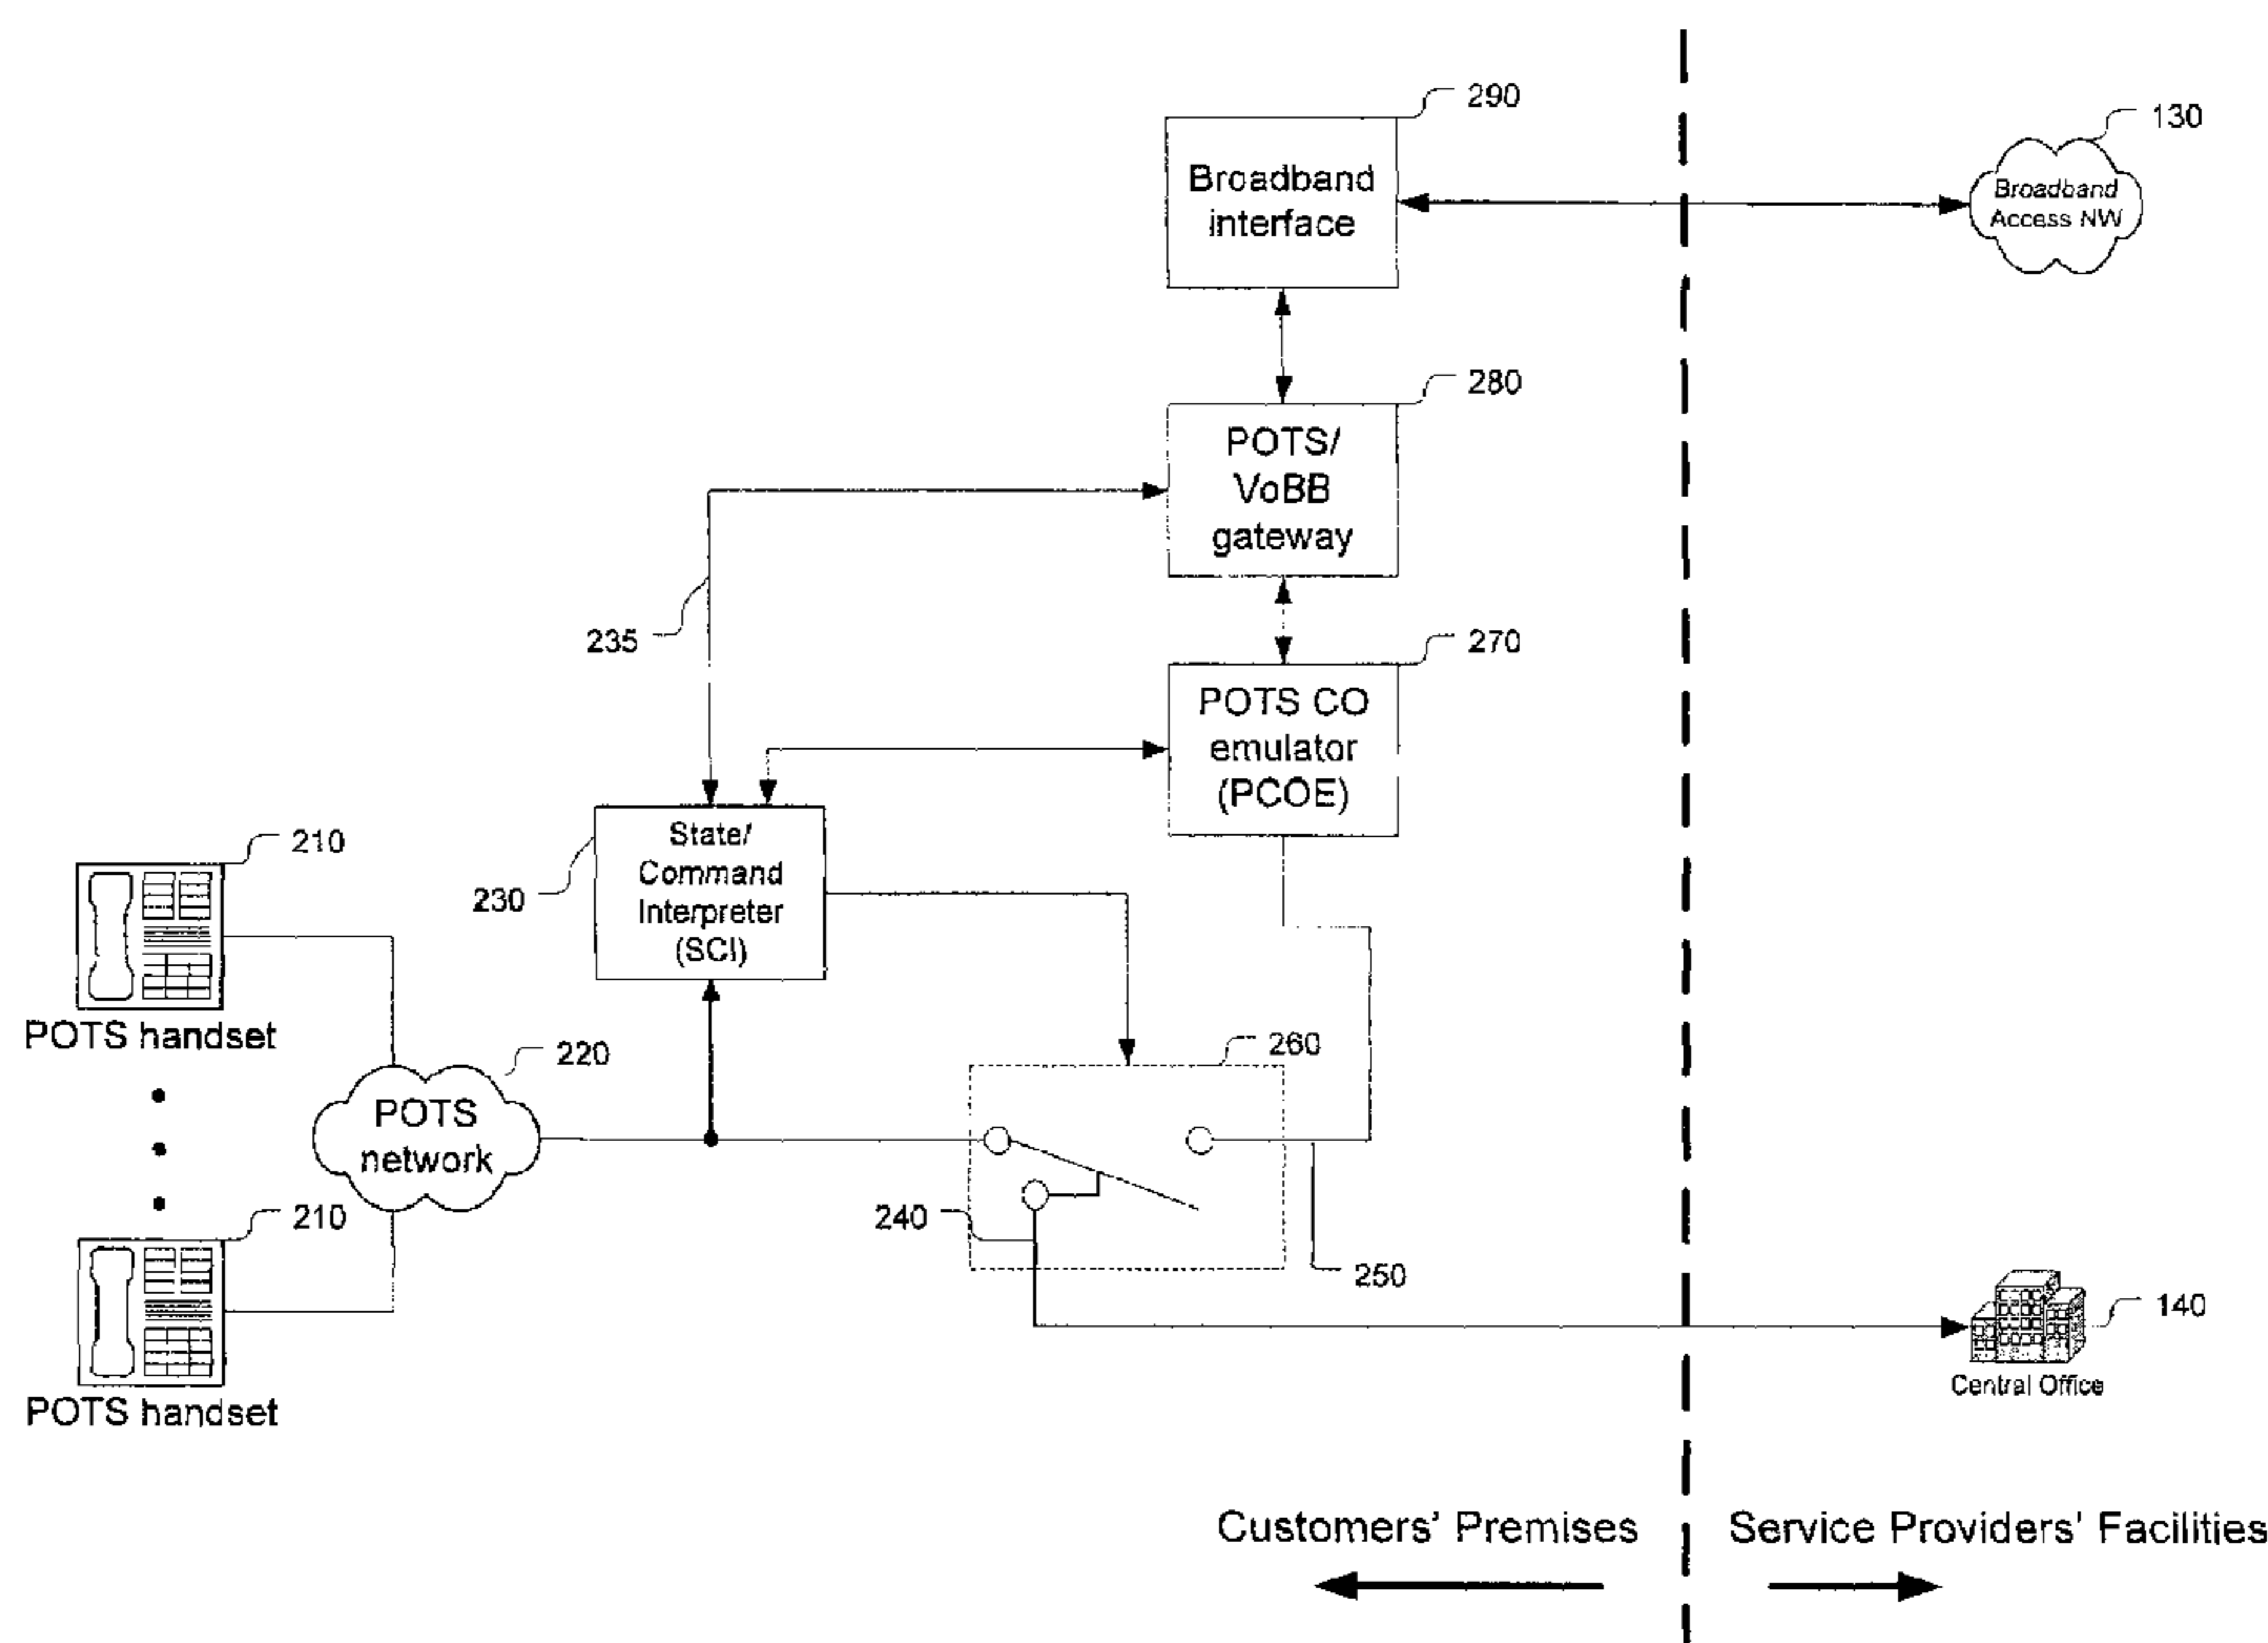 290
130
Broadband
interface
Broadband
Access NW
280
POTS/
VoBB
gateway
235
270
POTS CO
emulator
(PCOE)
210
State/
Command
Interpreter
(SCI)
230
POTS handset
220
260
POTS
network
210
240
250
140
Central Office
POTS handset
Customers' Premises
Service Providers' Facilities